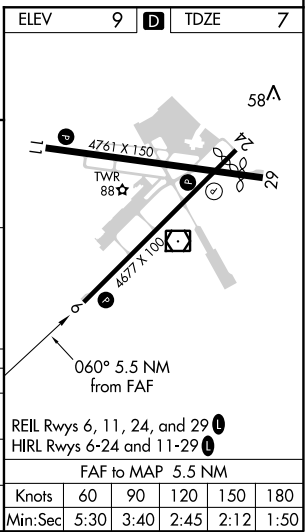 ELEV 9 D TDZE 7
58
24
P
11
4761 X 150
TWR
88
P
P
29
4677 X 100
6
P
060° 5.5 NM
from FAF
REIL Rwys 6, 11, 24, and 29 L
HIRL Rwys 6-24 and 11-29 L
FAF to MAP 5.5 NM
Knots 60 90 120 150 180
Min:Sec 5:30 3:40 2:45 2:12 1:50